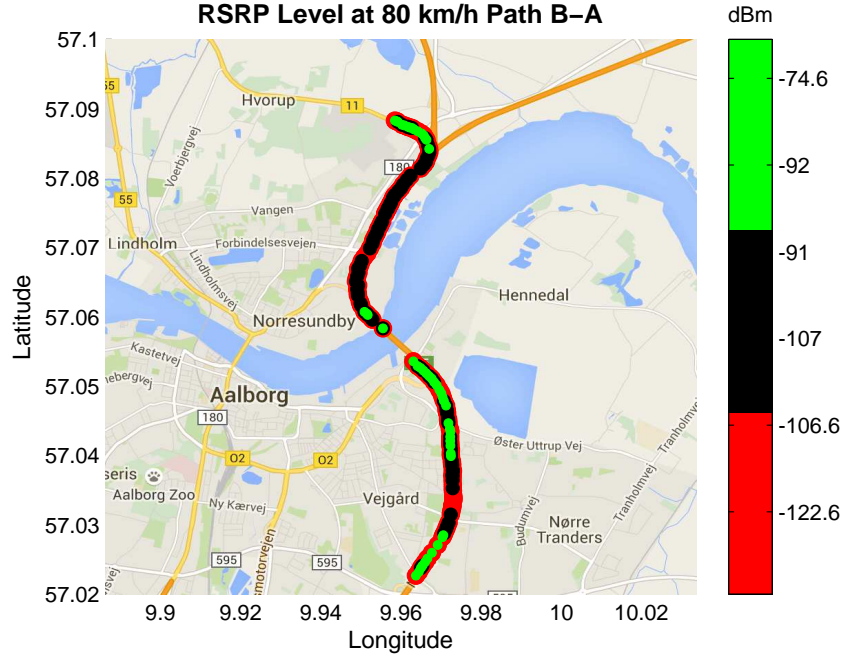 RSRP Level at 80 km/h Path B−A
dBm
57.1
57.09
57.08
57.07
57.06
57.05
57.04
57.03
57.02
Latitude
9.9
9.92
9.94
9.96
9.98
10
10.02
Longitude
-74.6
-92
-91
-107
-106.6
-122.6
55
Hvorup
11
180
Voerbjergvej
55
Vangen
Lindholm
Forbindelsesvejen
Lindholmsvej
Hennedal
Norresundby
Kastetvej
nebergvej
Aalborg
180
Øster Uttrup Vej
Tranholmvej
O2
O2
seris
Aalborg Zoo
Ny Kærvej
Vejgård
Budumvej
Tranholmvej
Nørre
Tranders
595
595
smotorvejen